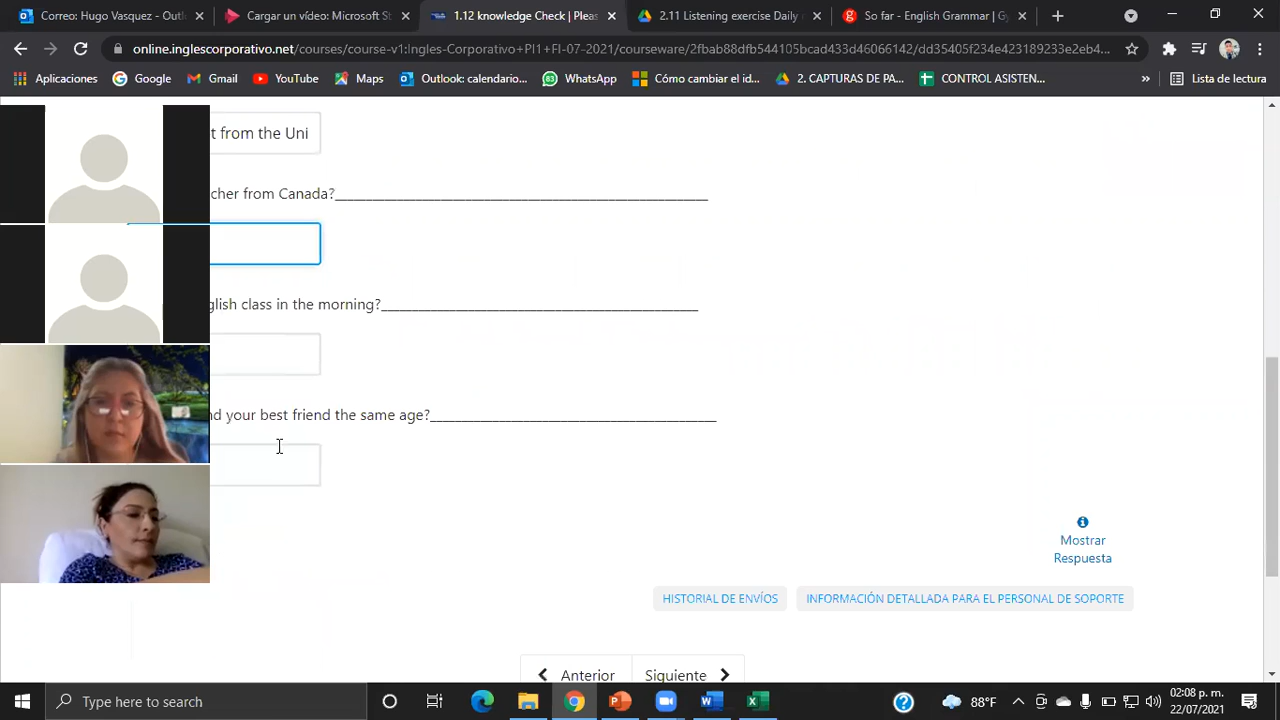 Correo: Hugo Vasquez - Outl
Cargar un vídeo: Microsoft St
1.12 knowledge Check | Pleas
2.11 Listening exercise Daily r
So far - English Grammar | Gy
online.inglescorporativo.net/courses/course-v1:Ingles-Corporativo+PI1+FI-07-2021/courseware/2fbab88dfb544105bcad433d46066142/dd35405f234e423189233e2eb4...
Aplicaciones
Google
Gmail
YouTube
Maps
Outlook: calendario...
WhatsApp
Cómo cambiar el id...
2. CAPTURAS DE PA...
CONTROL ASISTEN...
Lista de lectura
t from the Uni
cher from Canada?
glish class in the morning?
nd your best friend the same age?
Mostrar
Respuesta
HISTORIAL DE ENVÍOS
INFORMACIÓN DETALLADA PARA EL PERSONAL DE SOPORTE
Anterior
Siguiente
Type here to search
88°F
02:08 p. m.
22/07/2021